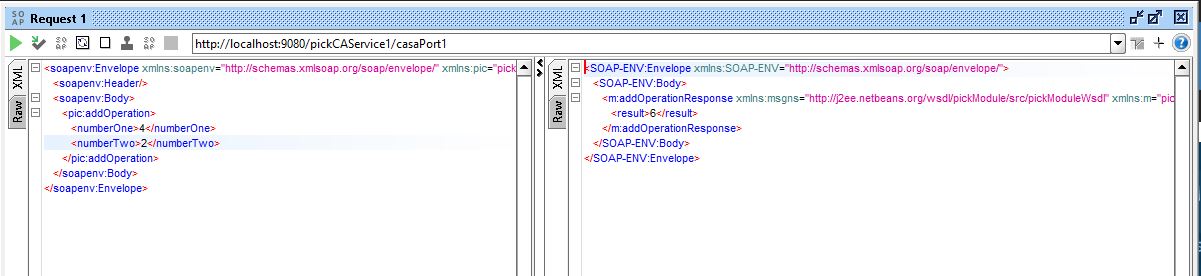 SO
AP
Request 1
http://localhost:9080/pickCAService1/casaPort1
XML
Raw
<soapenv:Envelope xmlns:soapenv="http://schemas.xmlsoap.org/soap/envelope/" xmlns:pic="pick
<soapenv:Header/>
<soapenv:Body>
<pic:addOperation>
<numberOne>4</numberOne>
<numberTwo>2</numberTwo>
</pic:addOperation>
</soapenv:Body>
</soapenv:Envelope>
XML
Raw
<SOAP-ENV:Envelope xmlns:SOAP-ENV="http://schemas.xmlsoap.org/soap/envelope/">
<SOAP-ENV:Body>
<m:addOperationResponse xmlns:msgns="http://j2ee.netbeans.org/wsdl/pickModule/src/pickModuleWsdl" xmlns:m="pic
<result>6</result>
</m:addOperationResponse>
</SOAP-ENV:Body>
</SOAP-ENV:Envelope>